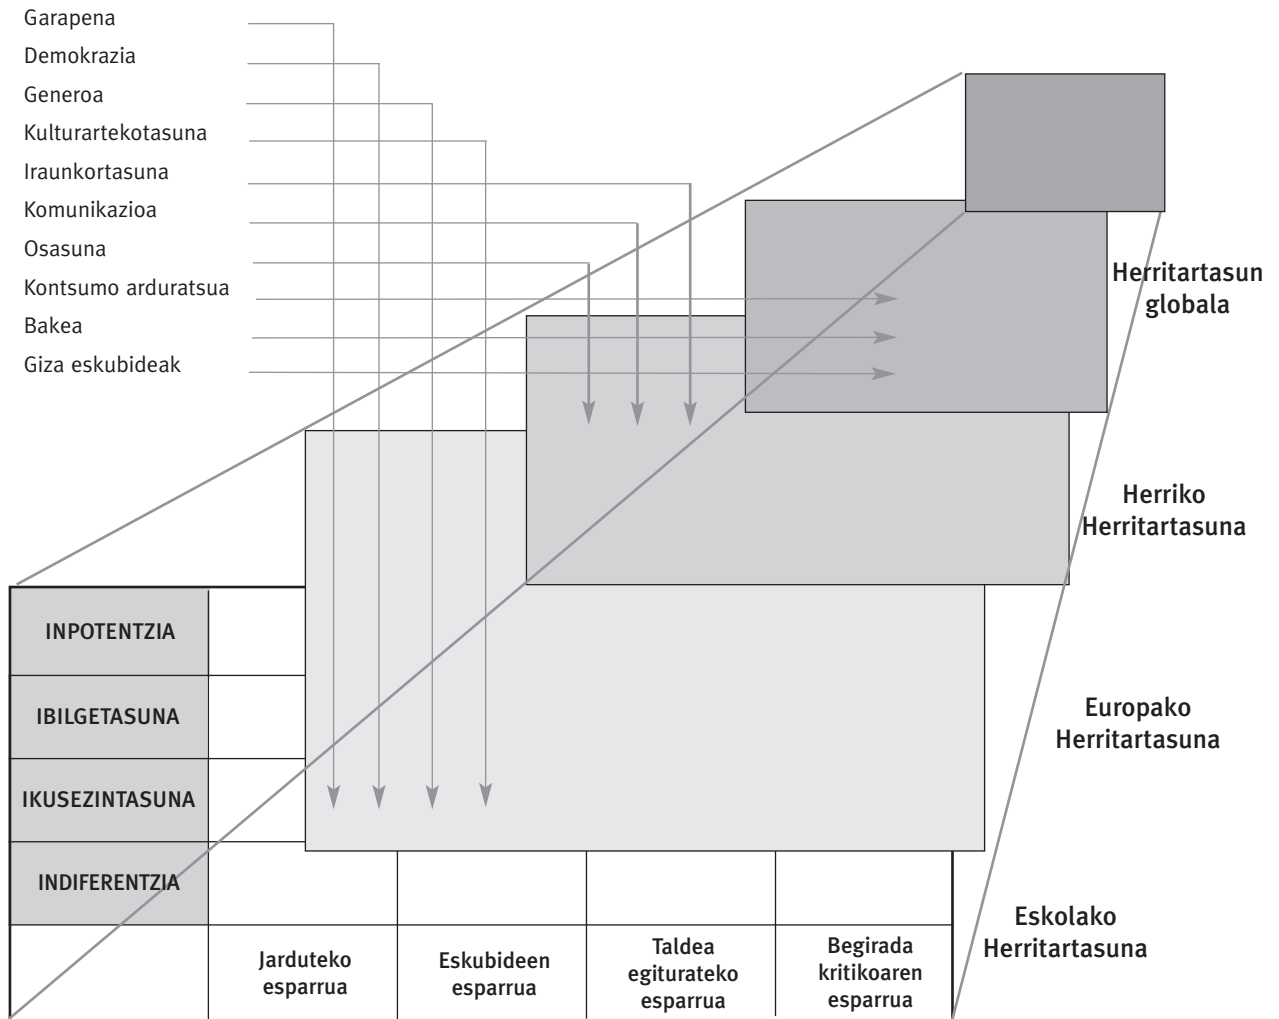 Garapena
Demokrazia
Generoa
Kulturartekotasuna
Iraunkortasuna
Komunikazioa
Osasuna
Kontsumo arduratsua
Bakea
Giza eskubideak
Herritartasun
globala
Herriko
Herritartasuna
Europako
Herritartasuna
Eskolako
Herritartasuna
INPOTENTZIA
IBILGETASUNA
IKUSEZINTASUNA
INDIFERENTZIA
Jarduteko
esparrua
Eskubideen
esparrua
Taldea
egiturateko
esparrua
Begirada
kritikoaren
esparrua